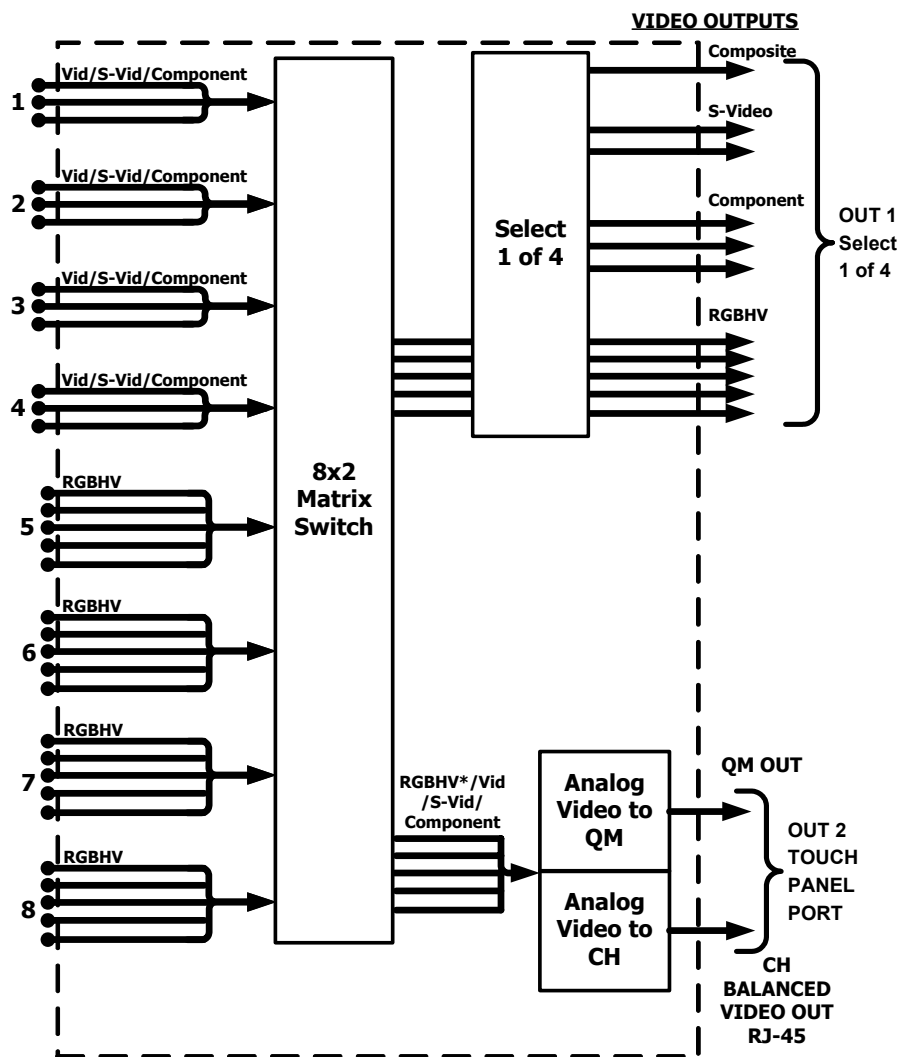 VIDEO OUTPUTS
Composite
Vid/S-Vid/Component
1
S-Video
Vid/S-Vid/Component
2
Component
Select
1 of 4
OUT 1
Select
1 of 4
Vid/S-Vid/Component
3
RGBHV
Vid/S-Vid/Component
4
8x2
Matrix
Switch
RGBHV
5
RGBHV
6
RGBHV
7
RGBHV*/Vid
/S-Vid/
Component
Analog
Video to
QM
QM OUT
OUT 2
TOUCH
PANEL
PORT
RGBHV
8
Analog
Video to
CH
CH
BALANCED
VIDEO OUT
RJ-45